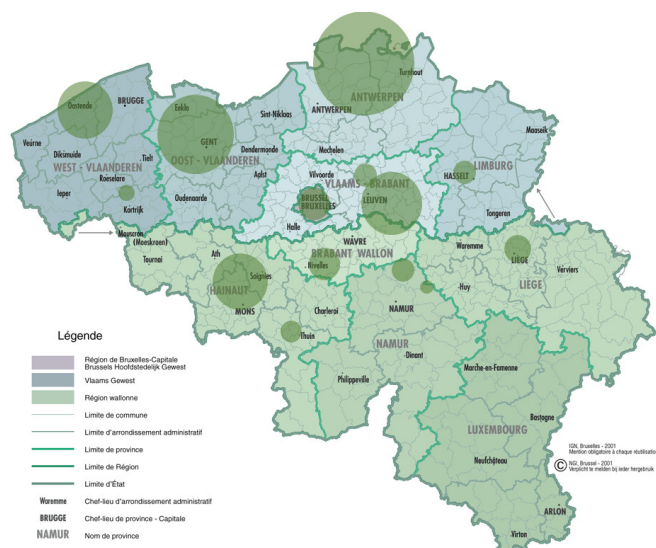 Turnhout
Oostende
BRUGGE
Eeklo
Sint-Niklaas
ANTWERPEN
ANTWERPEN
Maaseik
Veurne
Diksmuide
Tielt
GENT
Dendermonde
Mechelen
WEST - VLAANDEREN
OOST - VLAANDEREN
Roeselare
Aalst
Vilvoorde
VLAAMS - BRABANT
HASSELT
LIMBURG
Ieper
Kortrijk
Oudenaarde
BRUSSEL
BRUXELLES
LEUVEN
Halle
Tongeren
Mouscron
(Moeskroen)
WAVRE
BRABANT WALLON
Waremme
LIÈGE
Tournai
Ath
Soignies
Nivelles
Verviers
HAINAUT
Huy
LIÈGE
MONS
Charleroi
NAMUR
Thuin
NAMUR
Dinant
Philippeville
Marche-en-Famenne
LUXEMBOURG
Bastogne
Neufchâteau
ARLON
Virton
Légende
Région de Bruxelles-Capitale
Brussels Hoofdstedelijk Gewest
Vlaams Gewest
Région wallonne
Limite de commune
Limite d'arrondissement administratif
Limite de province
Limite de Région
Limite d'État
Waremme Chef-lieu d'arrondissement administratif
BRUGGE Chef-lieu de province - Capitale
NAMUR Nom de province
IGN, Bruxelles - 2001
Mention obligatoire à chaque réutilisatio
© NGI, Brussel - 2001
Verplicht te melden bij ieder hergebruik